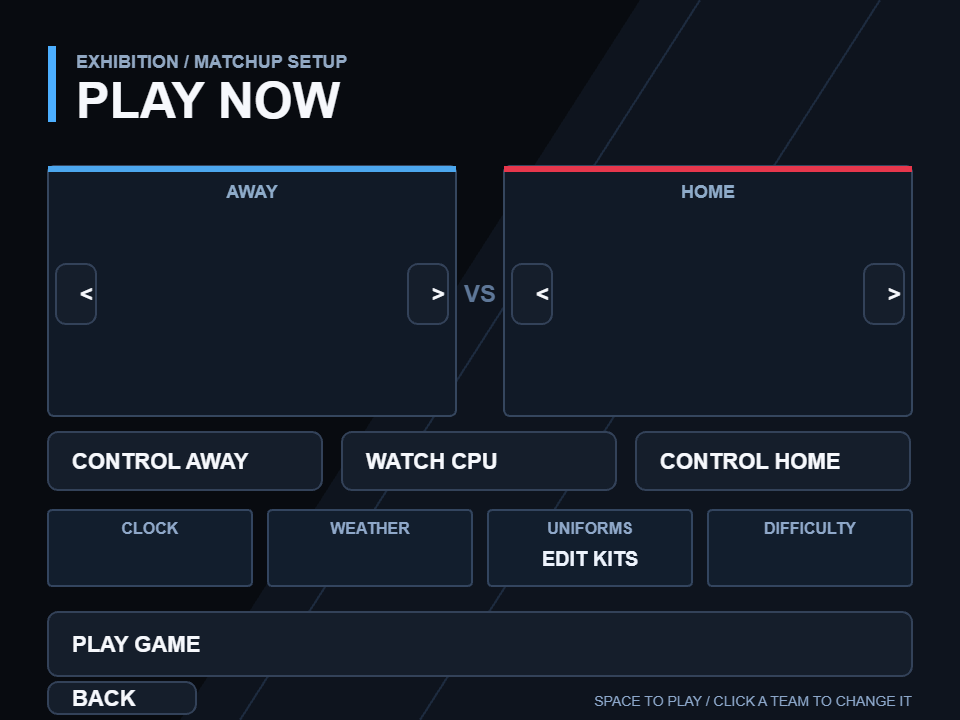 EXHIBITION / MATCHUP SETUP
PLAY NOW
AWAY
HOME
< > VS < >
CONTROL AWAY
WATCH CPU
CONTROL HOME
CLOCK
WEATHER
UNIFORMS
DIFFICULTY
EDIT KITS
PLAY GAME
BACK
SPACE TO PLAY / CLICK A TEAM TO CHANGE IT